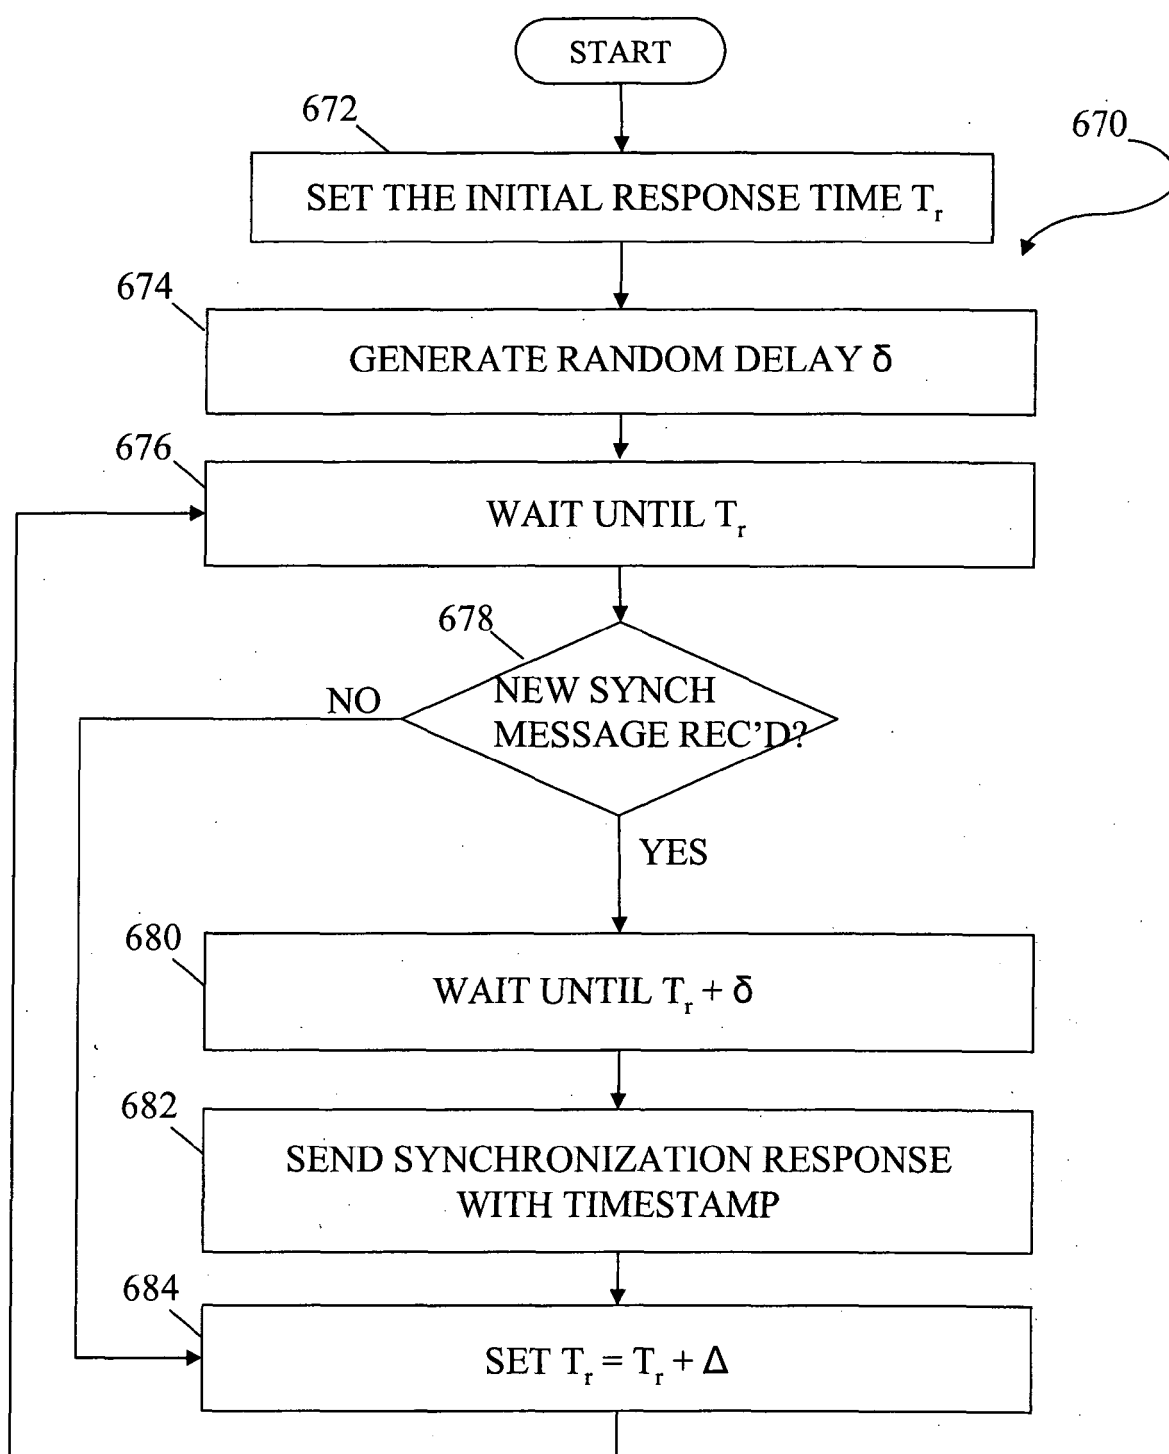 START
672
670
SET THE INITIAL RESPONSE TIME Tr
674
GENERATE RANDOM DELAY δ
676
WAIT UNTIL Tr
678
NEW SYNCH
MESSAGE REC'D?
NO
YES
680
WAIT UNTIL Tr + δ
682
SEND SYNCHRONIZATION RESPONSE
WITH TIMESTAMP
684
SET Tr = Tr + Δ